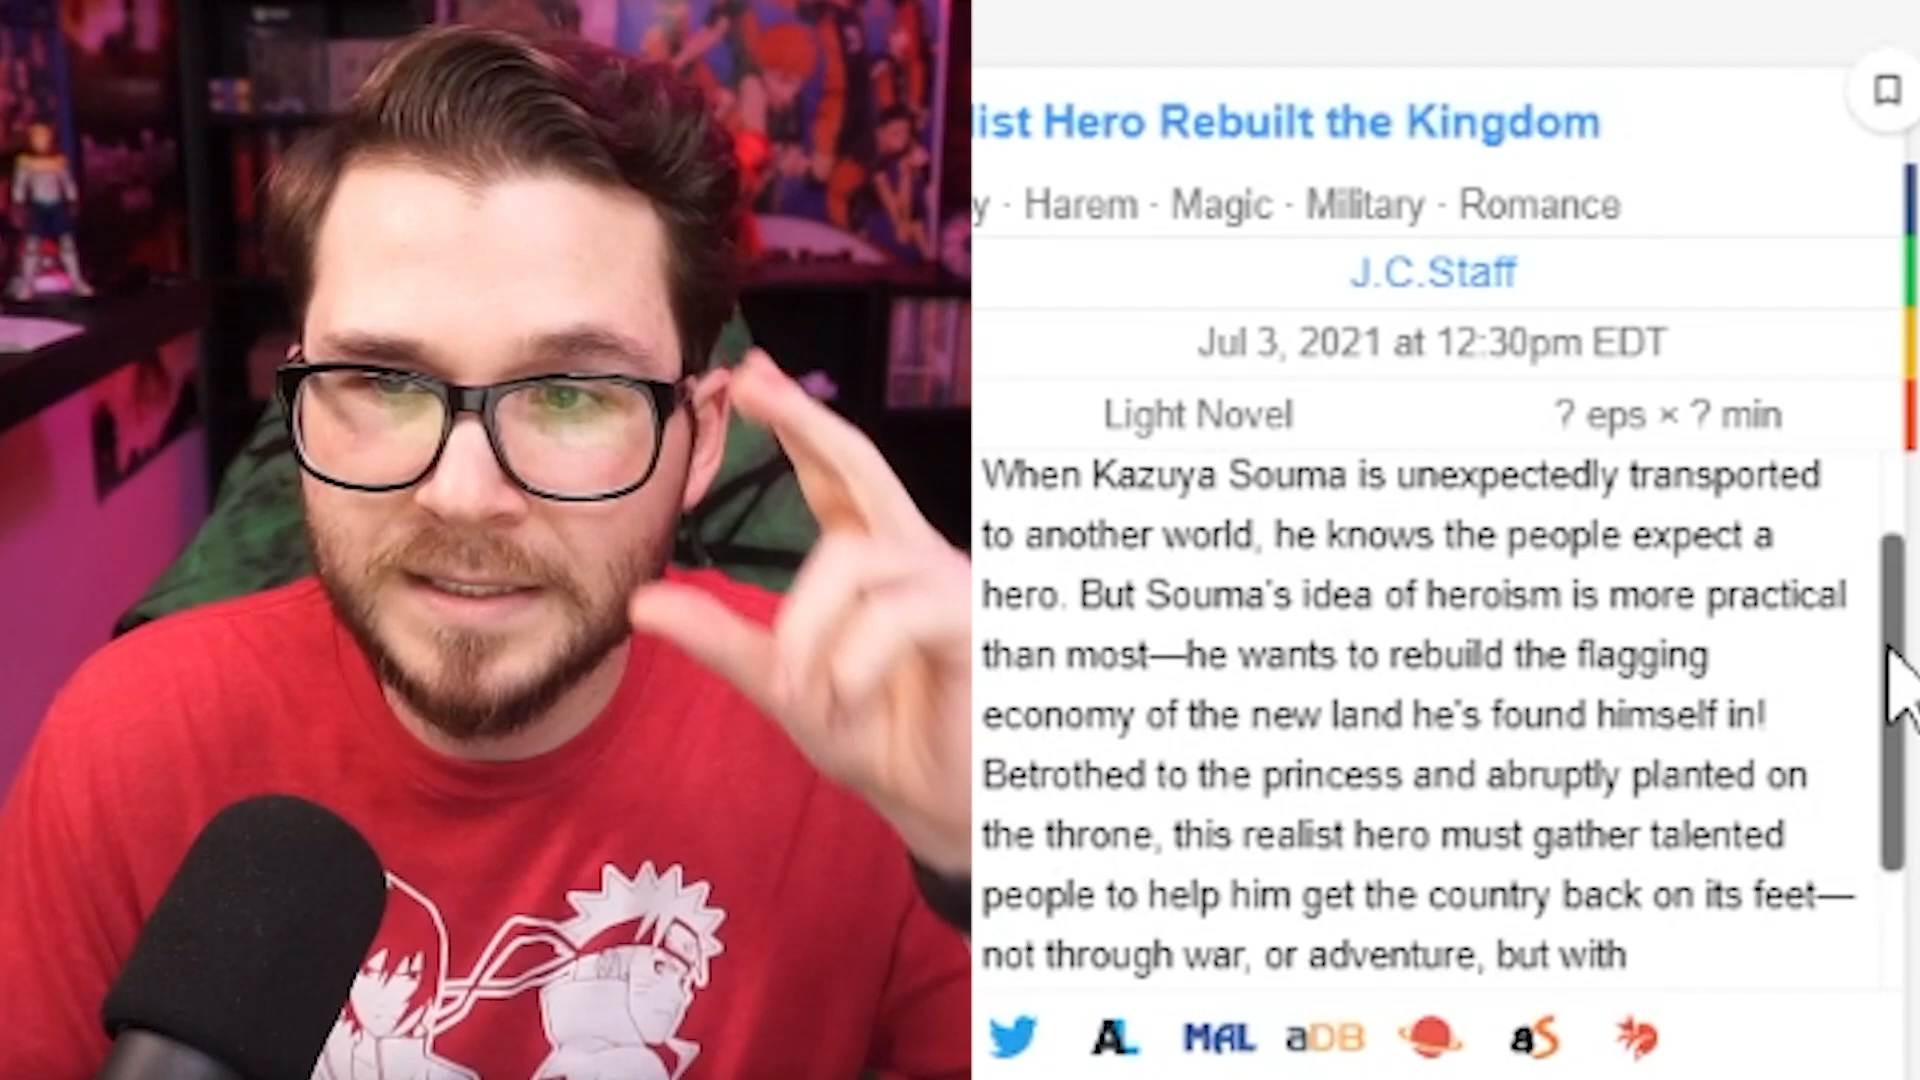 list Hero Rebuilt the Kingdom
y · Harem · Magic · Military · Romance
J.C.Staff
Jul 3, 2021 at 12:30pm EDT
Light Novel ? eps × ? min
When Kazuya Souma is unexpectedly transported
to another world, he knows the people expect a
hero. But Souma's idea of heroism is more practical
than most—he wants to rebuild the flagging
economy of the new land he's found himself in!
Betrothed to the princess and abruptly planted on
the throne, this realist hero must gather talented
people to help him get the country back on its feet—
not through war, or adventure, but with
AL MAL aDB aS